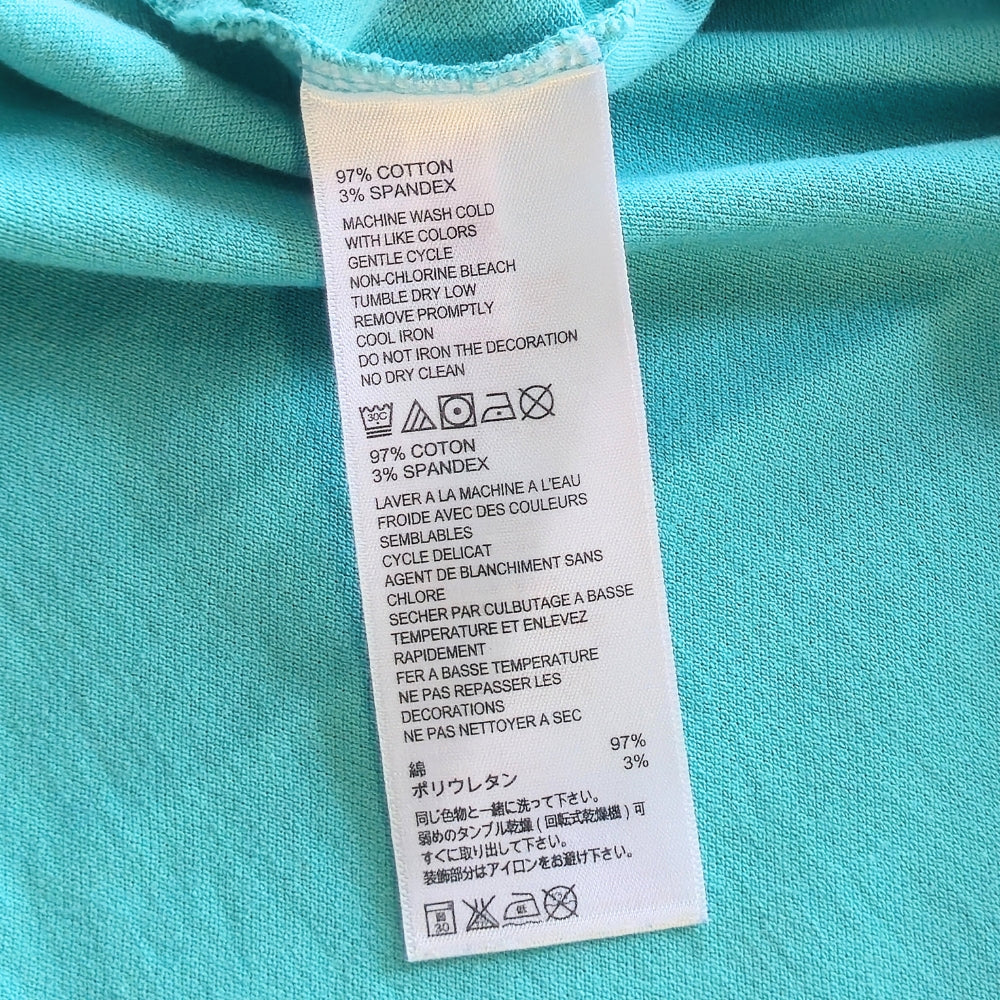 97% COTTON
3% SPANDEX
MACHINE WASH COLD
WITH LIKE COLORS
GENTLE CYCLE
NON-CHLORINE BLEACH
TUMBLE DRY LOW
REMOVE PROMPTLY
COOL IRON
DO NOT IRON THE DECORATION
NO DRY CLEAN
30C
97% COTON
3% SPANDEX
LAVER A LA MACHINE A L'EAU
FROIDE AVEC DES COULEURS
SEMBLABLES
CYCLE DELICAT
AGENT DE BLANCHIMENT SANS
CHLORE
SECHER PAR CULBUTAGE A BASSE
TEMPERATURE ET ENLEVEZ
RAPIDEMENT
FER A BASSE TEMPERATURE
NE PAS REPASSER LES
DECORATIONS
NE PAS NETTOYER A SEC
綿 97%
ポリウレタン 3%
同じ色物と一緒に洗って下さい。
弱めのタンブル乾燥(回転式乾燥機)可
すぐに取り出して下さい。
装飾部分はアイロンをお避け下さい。
30 低